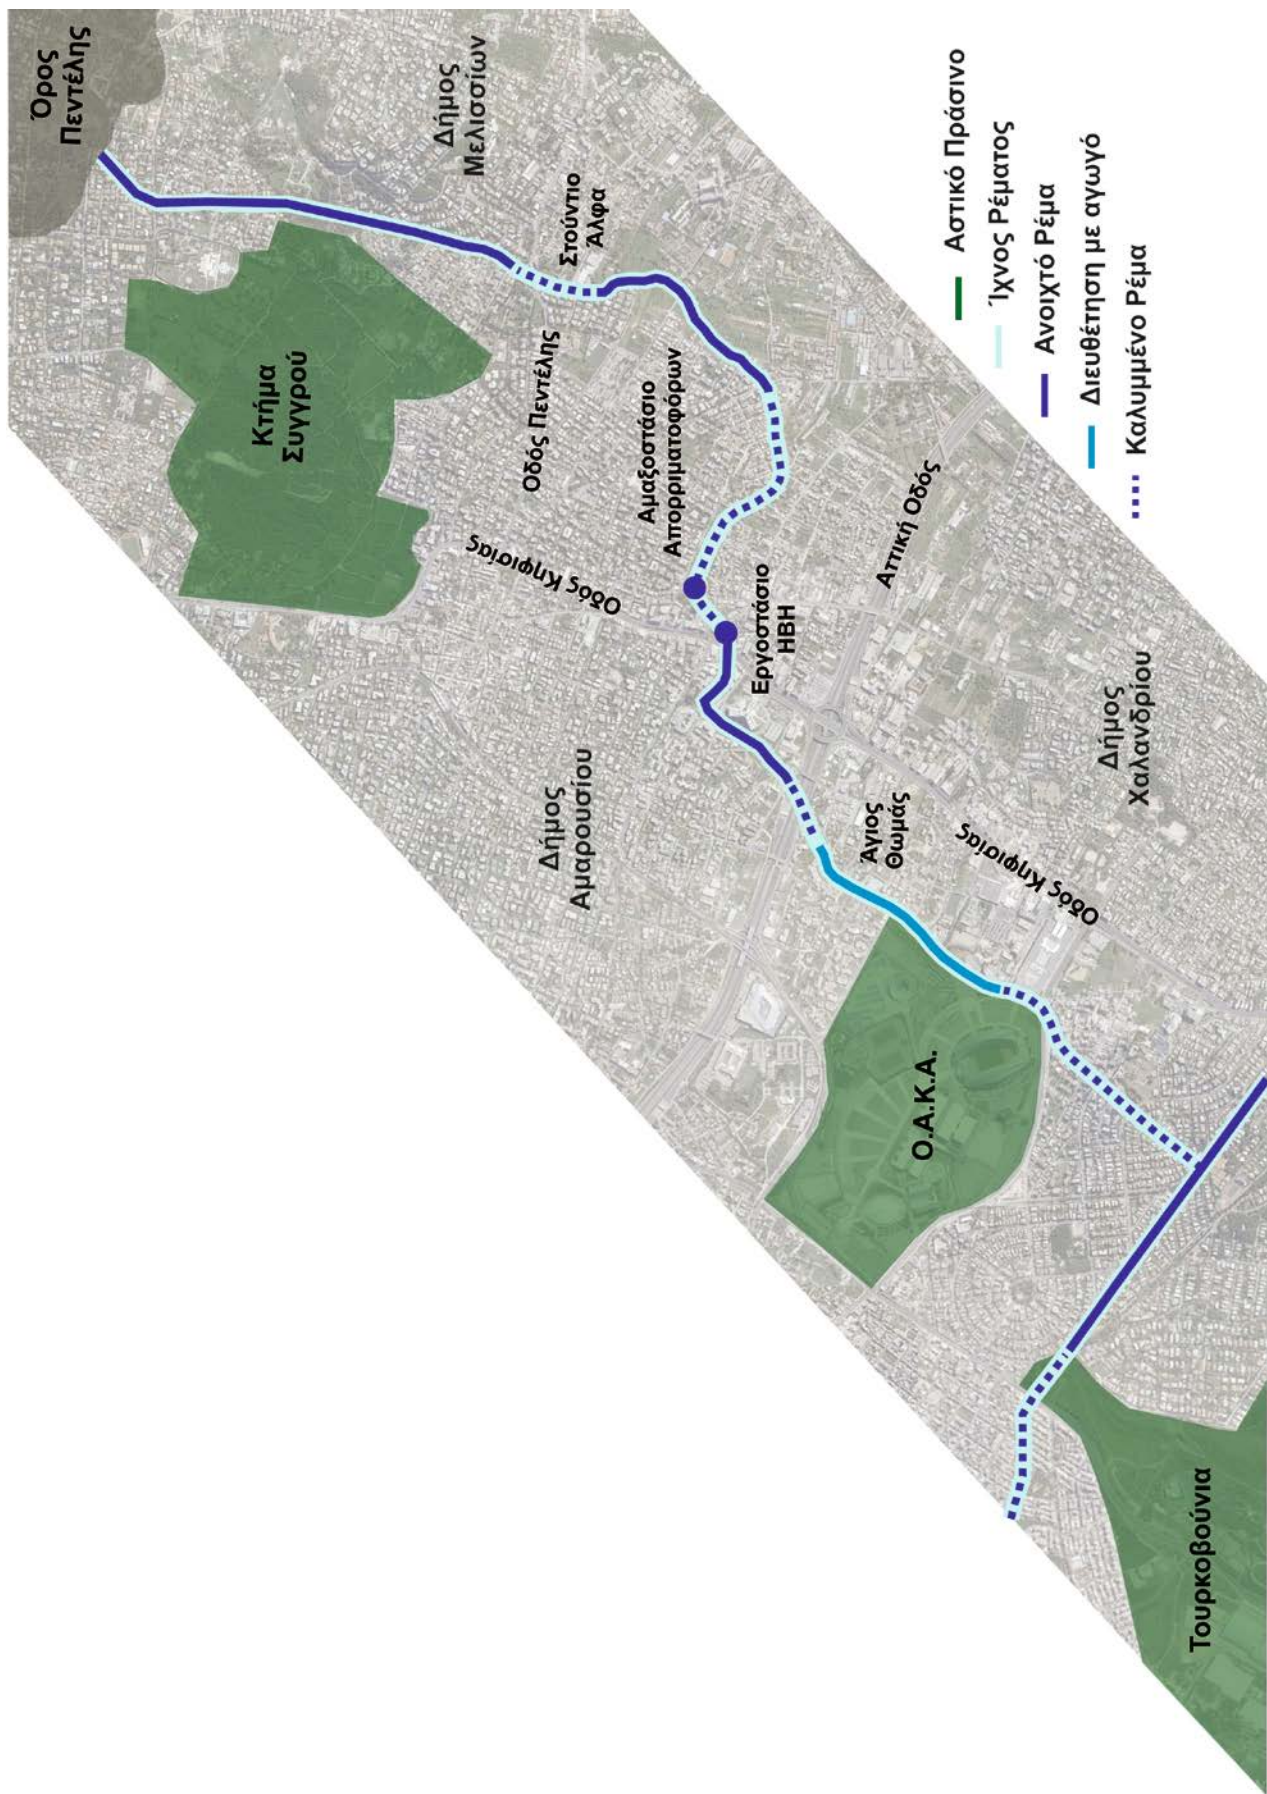 Όρος
Πεντέλης
Δήμος
Μελισσίων
Στούντιο
Άλφα
Κτήμα
Συγγρού
Οδός Πεντέλης
Αμαξοστάσιο
Απορριματοφόρων
Οδός Κηφισίας
Εργοστάσιο
ΗΒΗ
Αττική Οδός
Δήμος
Αμαρουσίου
Άγιος
Θωμάς
Οδός Κηφισίας
Δήμος
Χαλανδρίου
Ο.Α.Κ.Α.
Τουρκοβούνια
Αστικό Πράσινο
Ίχνος Ρέματος
Ανοιχτό Ρέμα
Διευθέτηση με αγωγό
Καλυμμένο Ρέμα